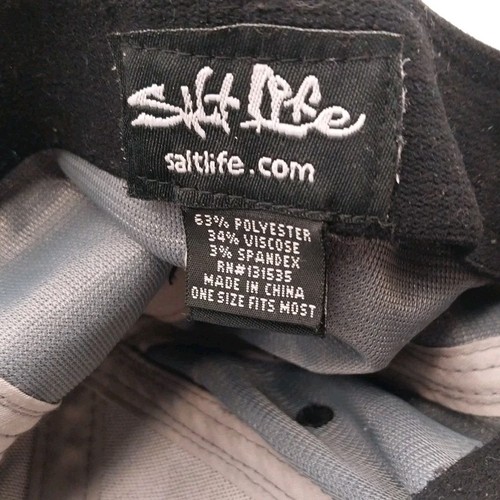 Salt Life
saltlife.com
63% POLYESTER
34% VISCOSE
3% SPANDEX
RN#131535
MADE IN CHINA
ONE SIZE FITS MOST